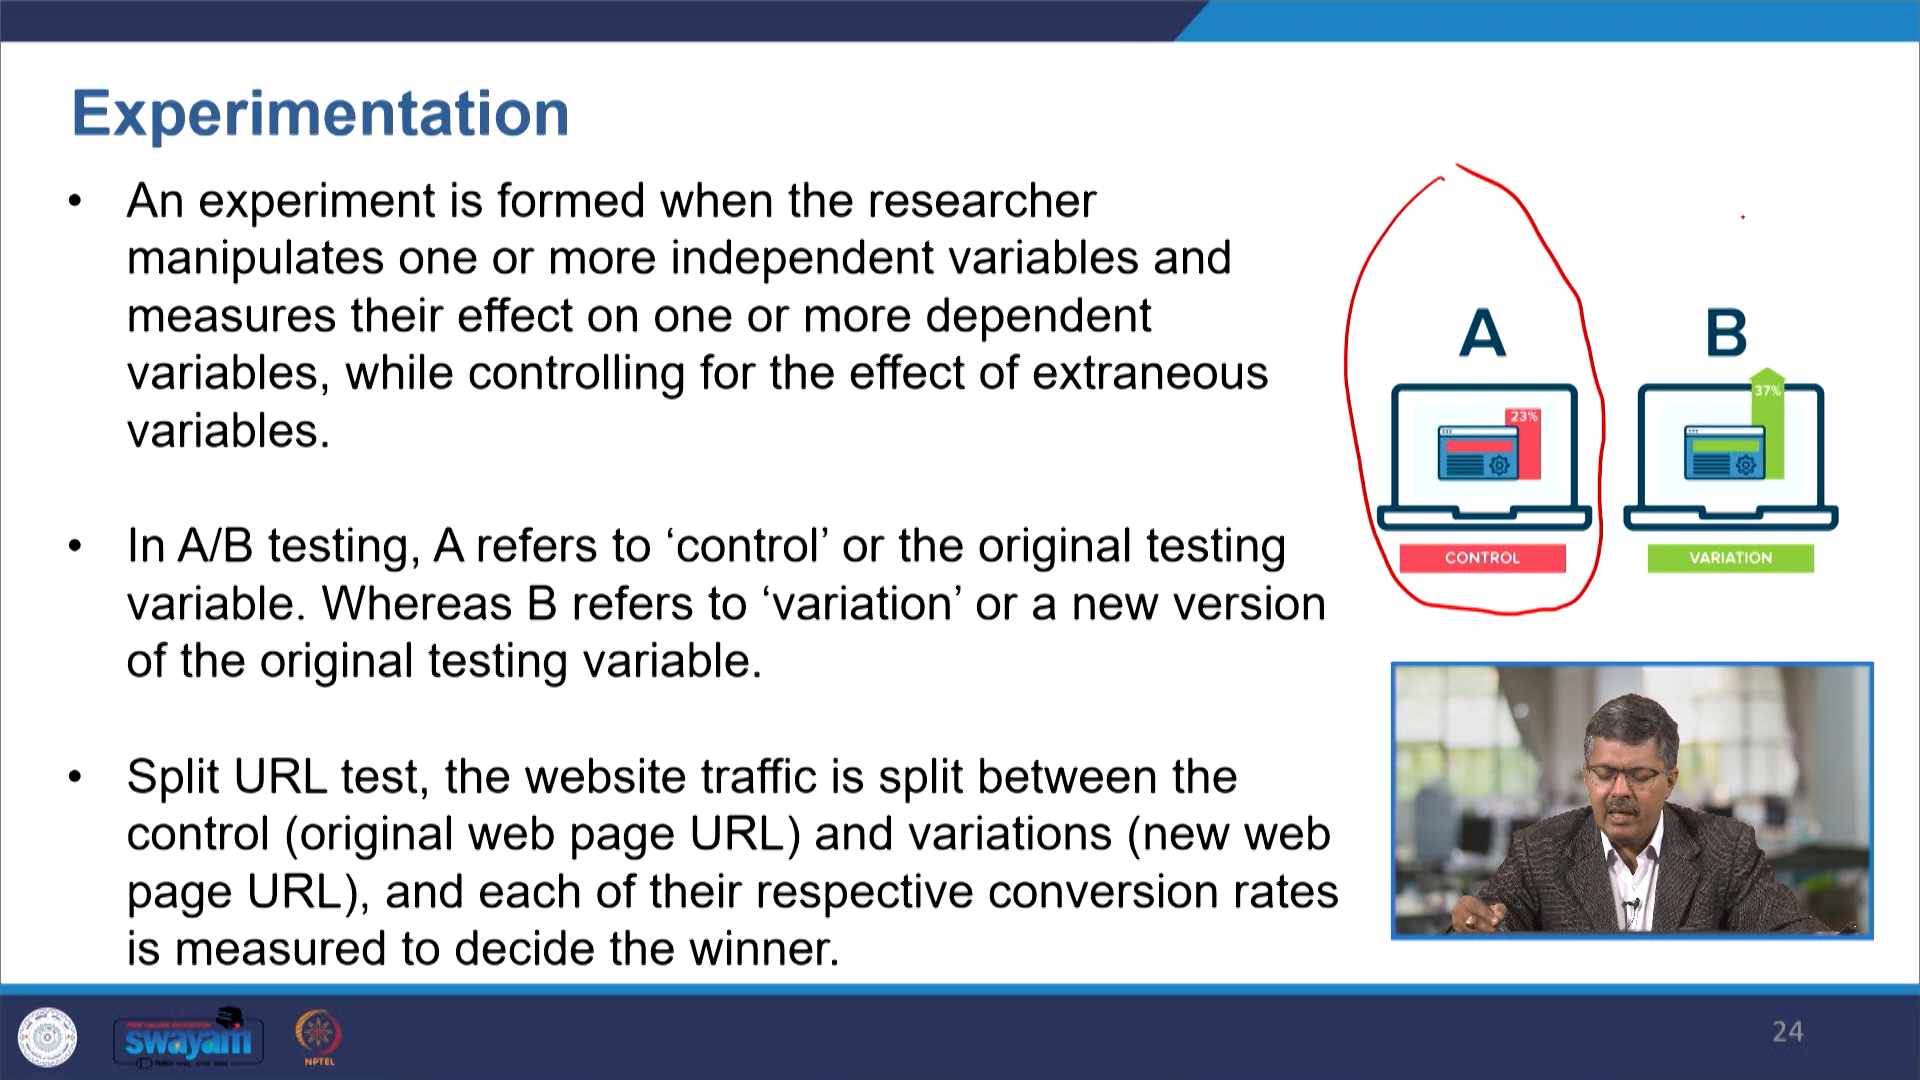 Experimentation
• An experiment is formed when the researcher
manipulates one or more independent variables and
measures their effect on one or more dependent
variables, while controlling for the effect of extraneous
variables.
• In A/B testing, A refers to ‘control’ or the original testing
variable. Whereas B refers to ‘variation’ or a new version
of the original testing variable.
• Split URL test, the website traffic is split between the
control (original web page URL) and variations (new web
page URL), and each of their respective conversion rates
is measured to decide the winner.
A
B
23%
37%
CONTROL
VARIATION
swayam
NPTEL
24